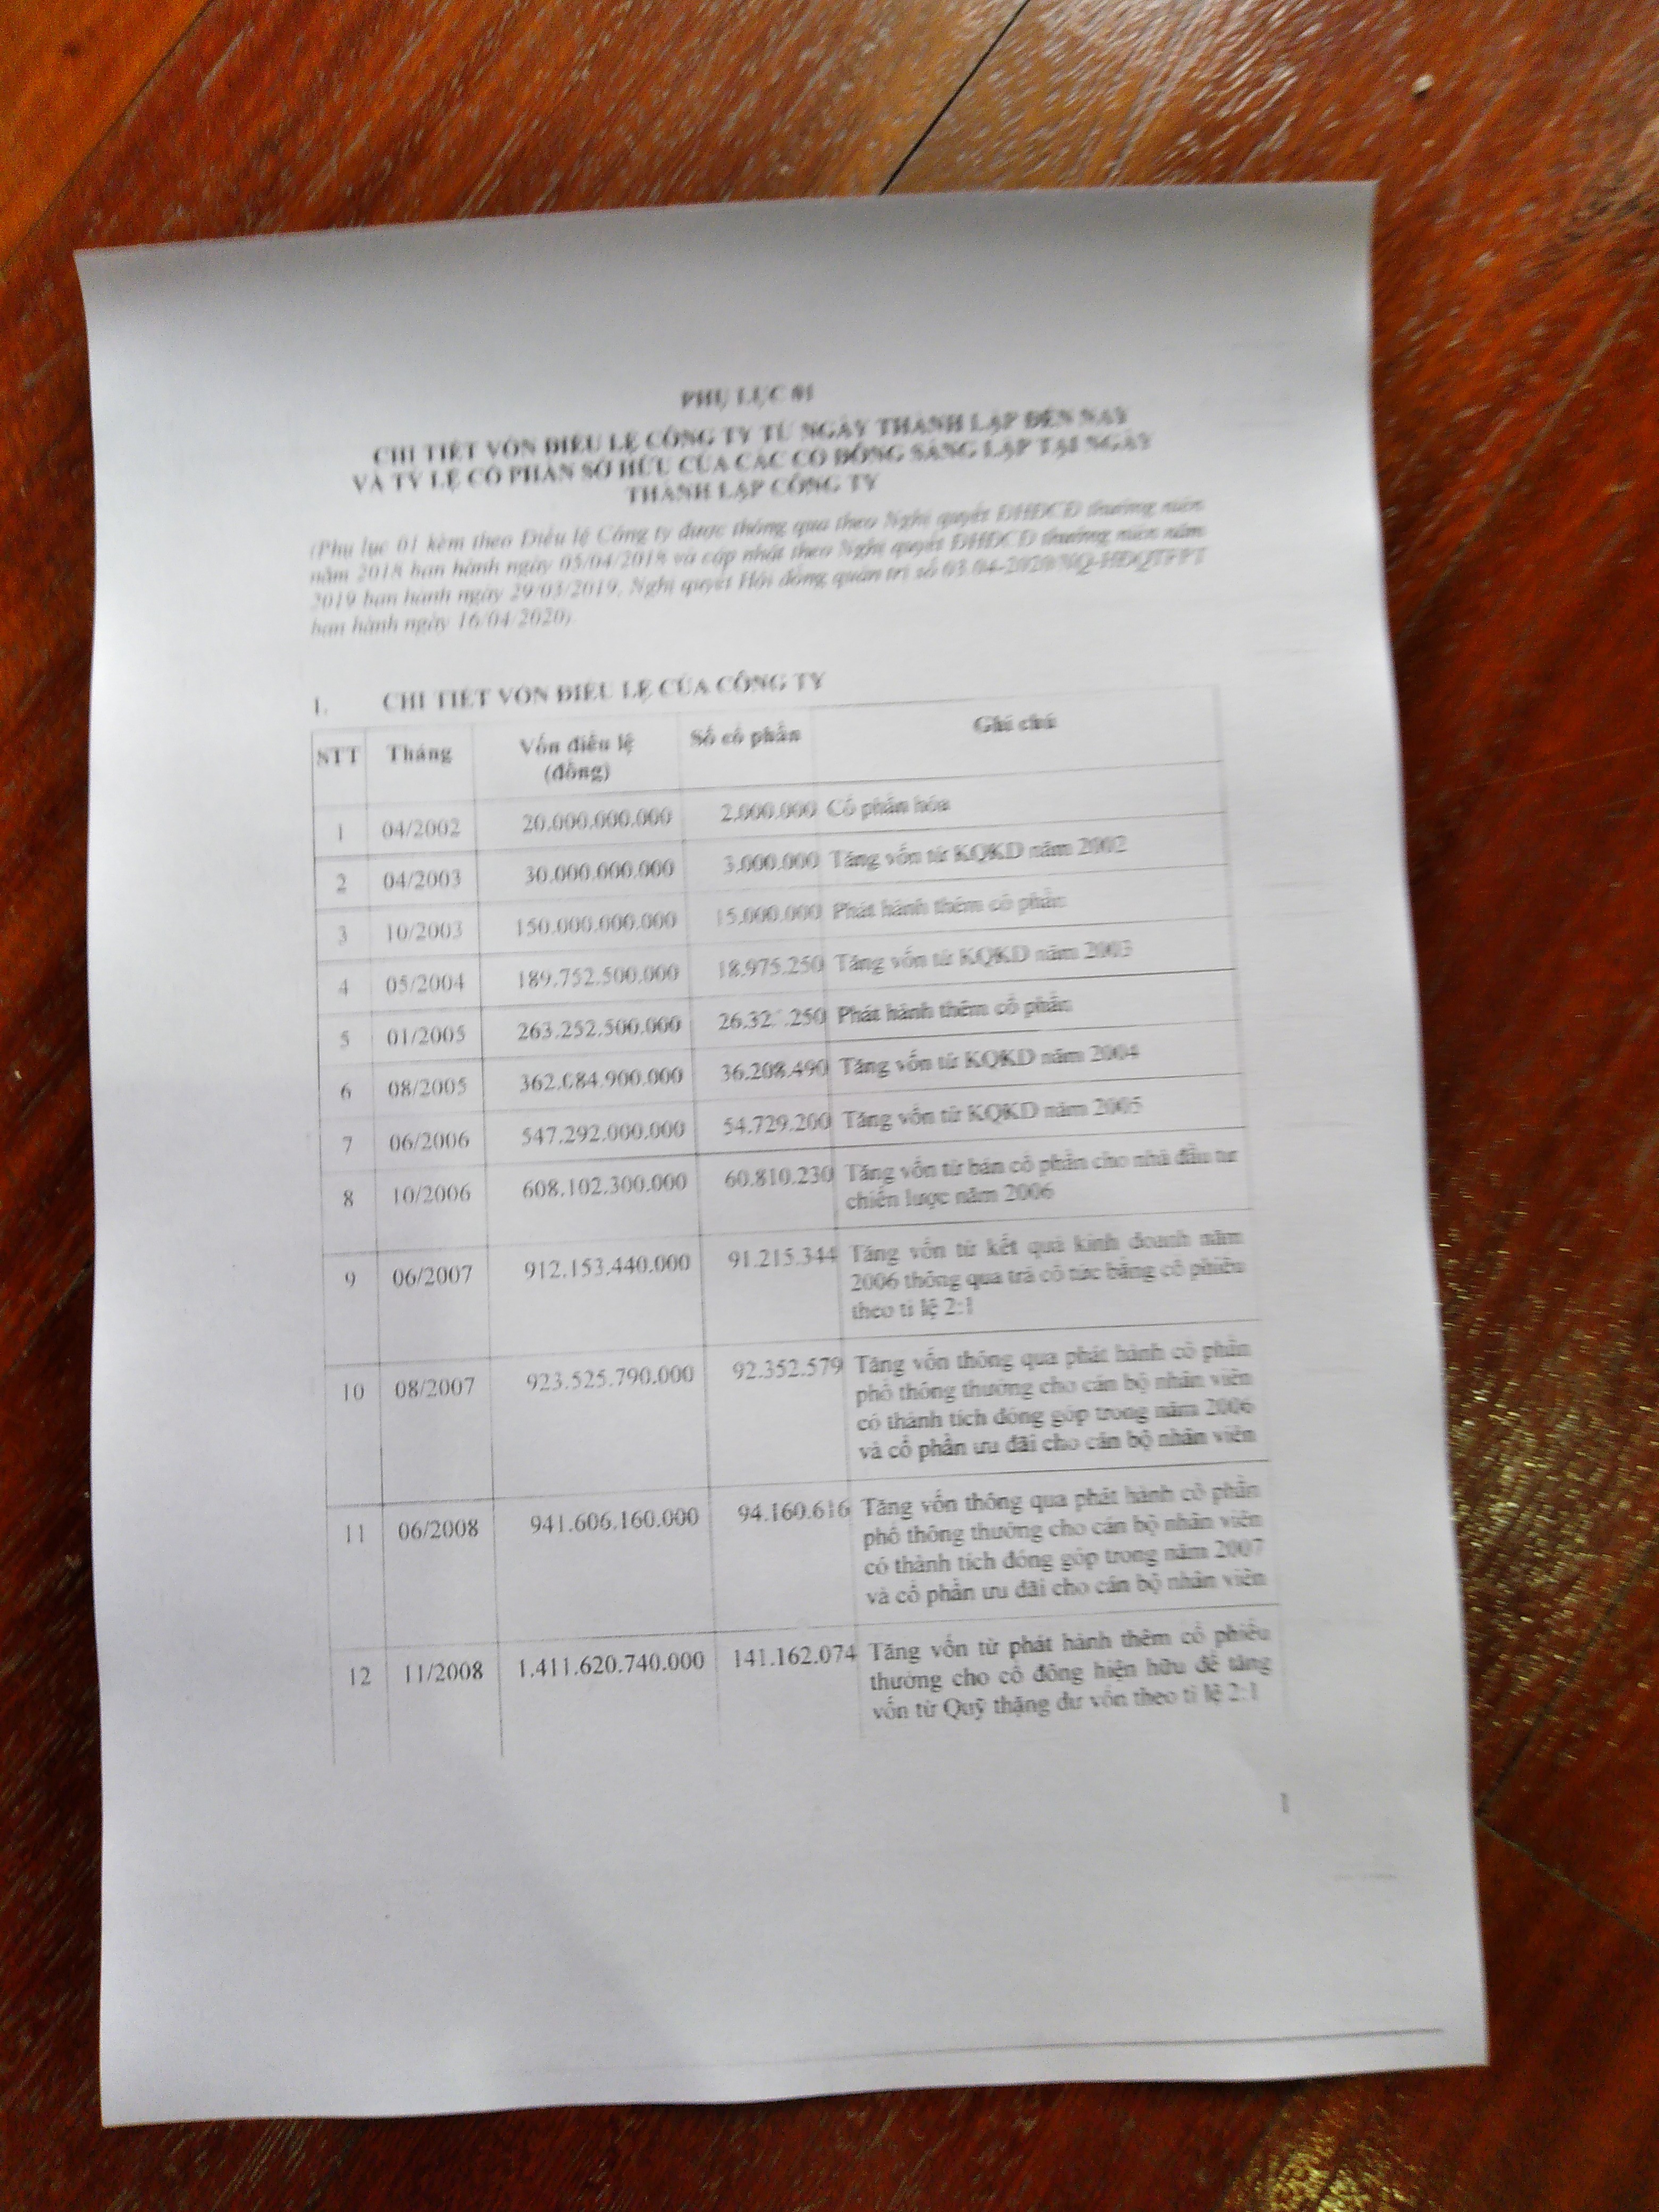 PHỤ LỤC 01
CHI TIẾT VỐN ĐIỀU LỆ CÔNG TY TỪ NGÀY THÀNH LẬP ĐẾN NAY
VÀ TỶ LỆ CỔ PHẦN SỞ HỮU CỦA CÁC CỔ ĐÔNG SÁNG LẬP TẠI NGÀY
THÀNH LẬP CÔNG TY
(Phụ lục 01 kèm theo Điều lệ Công ty được thông qua theo Nghị quyết ĐHĐCĐ thường niên
năm 2018 ban hành ngày 05/04/2018 và cập nhật theo Nghị quyết ĐHĐCĐ thường niên năm
2019 ban hành ngày 29/03/2019, Nghị quyết Hội đồng quản trị số 03.04-2020/NQ-HĐQTFPT
ban hành ngày 16/04/2020)
I. CHI TIẾT VỐN ĐIỀU LỆ CỦA CÔNG TY
STT Tháng Vốn điều lệ Số cổ phần Ghi chú
(đồng)
1 04/2002 20.000.000.000 2.000.000 Cổ phần hóa
2 04/2003 30.000.000.000 3.000.000 Tăng vốn từ KQKD năm 2002
3 10/2003 150.000.000.000 15.000.000 Phát hành thêm cổ phần
4 05/2004 189.752.500.000 18.975.250 Tăng vốn từ KQKD năm 2003
5 01/2005 263.252.500.000 Phát hành thêm cổ phần
6 08/2005 36.208.490 Tăng vốn từ KQKD năm 2004
7 06/2006 547.292.000.000 54.729.200 Tăng vốn từ KQKD năm 2005
8 10/2006 608.102.300.000 60.810.230 Tăng vốn từ bán cổ phần cho nhà đầu tư
chiến lược năm 2006
9 06/2007 912.153.440.000 91.215.344 Tăng vốn từ kết quả kinh doanh năm
2006 thông qua trả cổ tức bằng cổ phiếu
theo tỉ lệ 2:1
10 08/2007 923.525.790.000 92.352.579 Tăng vốn thông qua phát hành cổ phần
phổ thông thưởng cho cán bộ nhân viên
có thành tích đóng góp trong năm 2006
và cổ phần ưu đãi cho cán bộ nhân viên
11 06/2008 941.606.160.000 94.160.616 Tăng vốn thông qua phát hành cổ phần
phổ thông thưởng cho cán bộ nhân viên
có thành tích đóng góp trong năm 2007
và cổ phần ưu đãi cho cán bộ nhân viên
12 11/2008 1.411.620.740.000 141.162.074 Tăng vốn từ phát hành thêm cổ phiếu
thưởng cho cổ đông hiện hữu để tăng
vốn từ Quỹ thặng dư vốn theo tỉ lệ 2:1
1